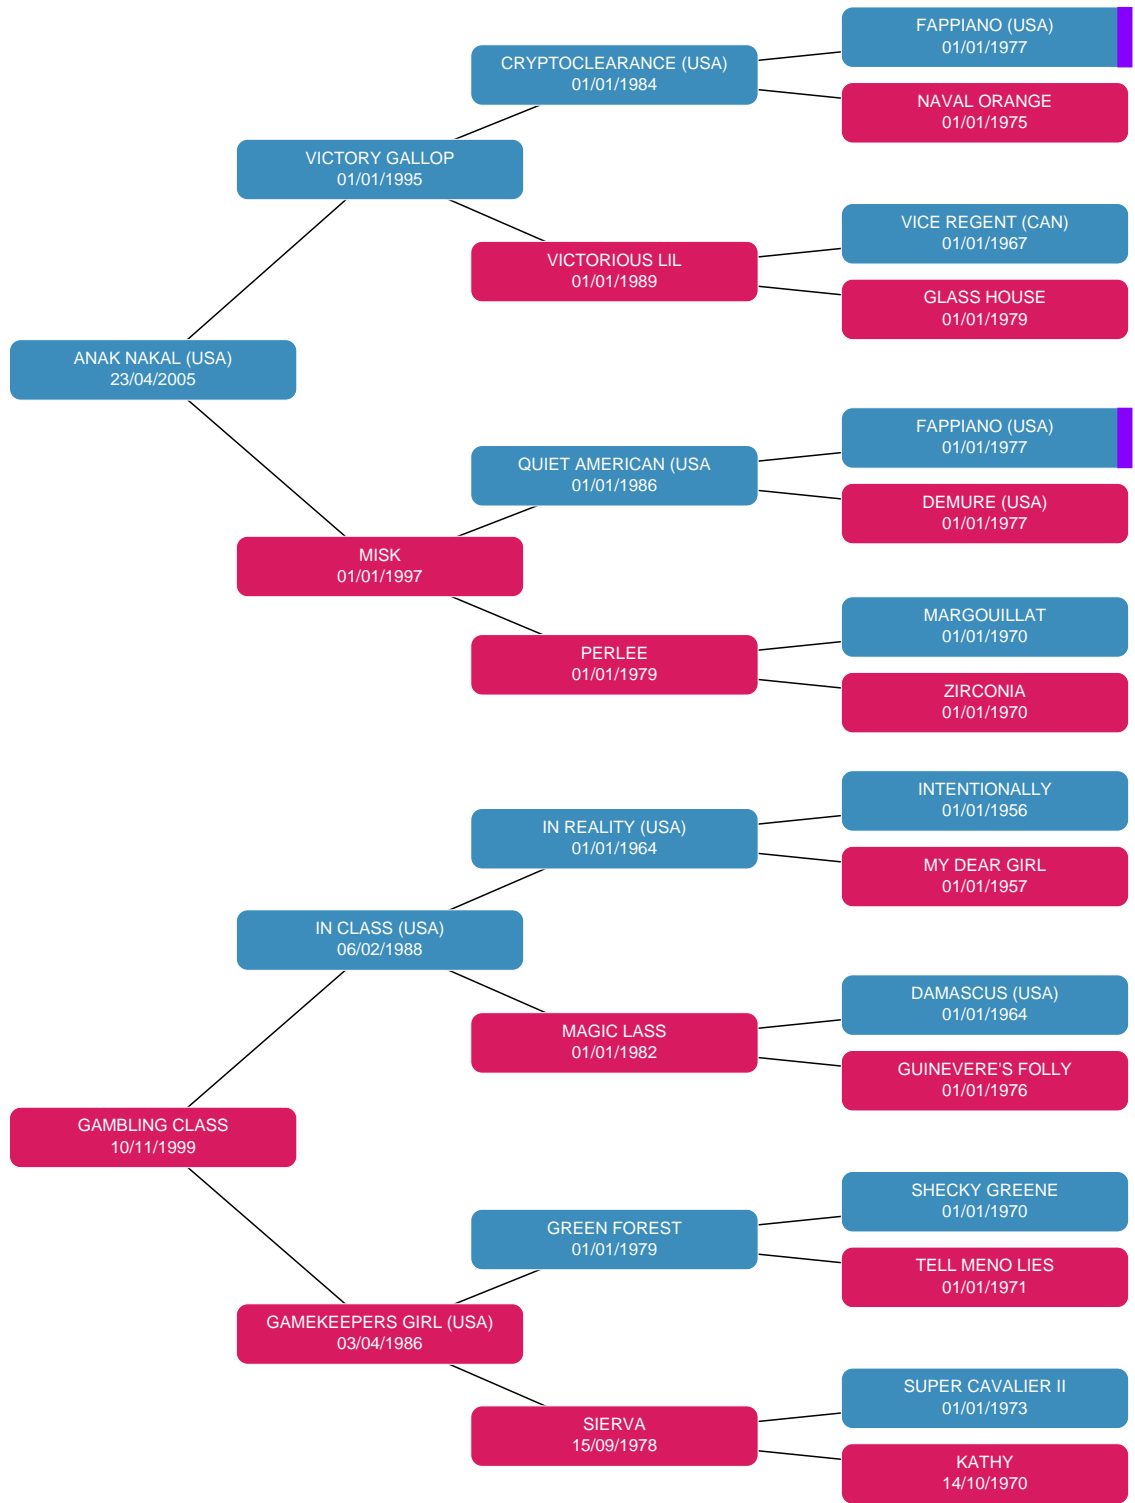 FAPPIANO (USA)
01/01/1977
CRYPTOCLEARANCE (USA)
01/01/1984
NAVAL ORANGE
01/01/1975
VICTORY GALLOP
01/01/1995
VICE REGENT (CAN)
01/01/1967
VICTORIOUS LIL
01/01/1989
GLASS HOUSE
01/01/1979
ANAK NAKAL (USA)
23/04/2005
FAPPIANO (USA)
01/01/1977
QUIET AMERICAN (USA
01/01/1986
DEMURE (USA)
01/01/1977
MISK
01/01/1997
MARGOUILLAT
01/01/1970
PERLEE
01/01/1979
ZIRCONIA
01/01/1970
INTENTIONALLY
01/01/1956
IN REALITY (USA)
01/01/1964
MY DEAR GIRL
01/01/1957
IN CLASS (USA)
06/02/1988
DAMASCUS (USA)
01/01/1964
MAGIC LASS
01/01/1982
GUINEVERE'S FOLLY
01/01/1976
GAMBLING CLASS
10/11/1999
SHECKY GREENE
01/01/1970
GREEN FOREST
01/01/1979
TELL MENO LIES
01/01/1971
GAMEKEEPERS GIRL (USA)
03/04/1986
SUPER CAVALIER II
01/01/1973
SIERVA
15/09/1978
KATHY
14/10/1970